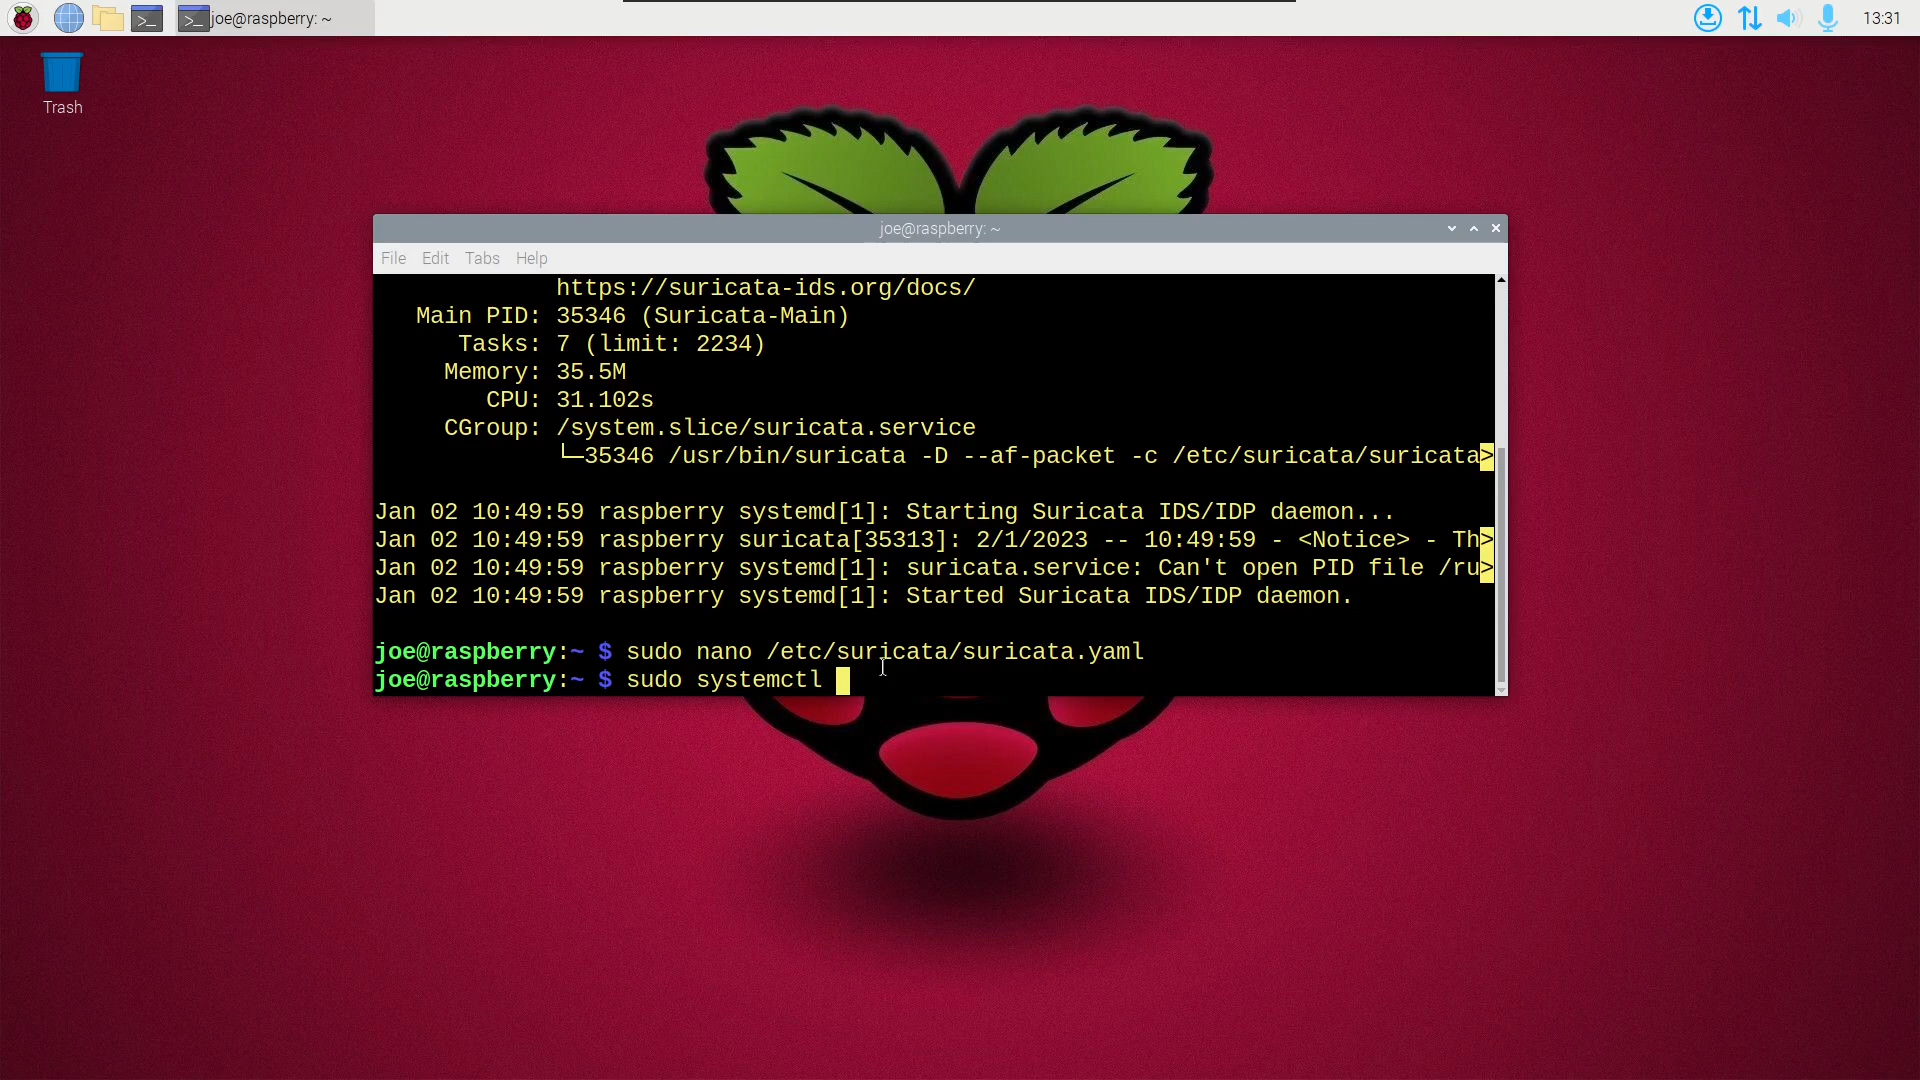 joe@raspberry: ~
13:31
Trash
joe@raspberry: ~
File Edit Tabs Help
https://suricata-ids.org/docs/
Main PID: 35346 (Suricata-Main)
Tasks: 7 (limit: 2234)
Memory: 35.5M
CPU: 31.102s
CGroup: /system.slice/suricata.service
└─35346 /usr/bin/suricata -D --af-packet -c /etc/suricata/suricata>
Jan 02 10:49:59 raspberry systemd[1]: Starting Suricata IDS/IDP daemon...
Jan 02 10:49:59 raspberry suricata[35313]: 2/1/2023 -- 10:49:59 - <Notice> - Th>
Jan 02 10:49:59 raspberry systemd[1]: suricata.service: Can't open PID file /ru>
Jan 02 10:49:59 raspberry systemd[1]: Started Suricata IDS/IDP daemon.
joe@raspberry:~ $ sudo nano /etc/suricata/suricata.yaml
joe@raspberry:~ $ sudo systemctl